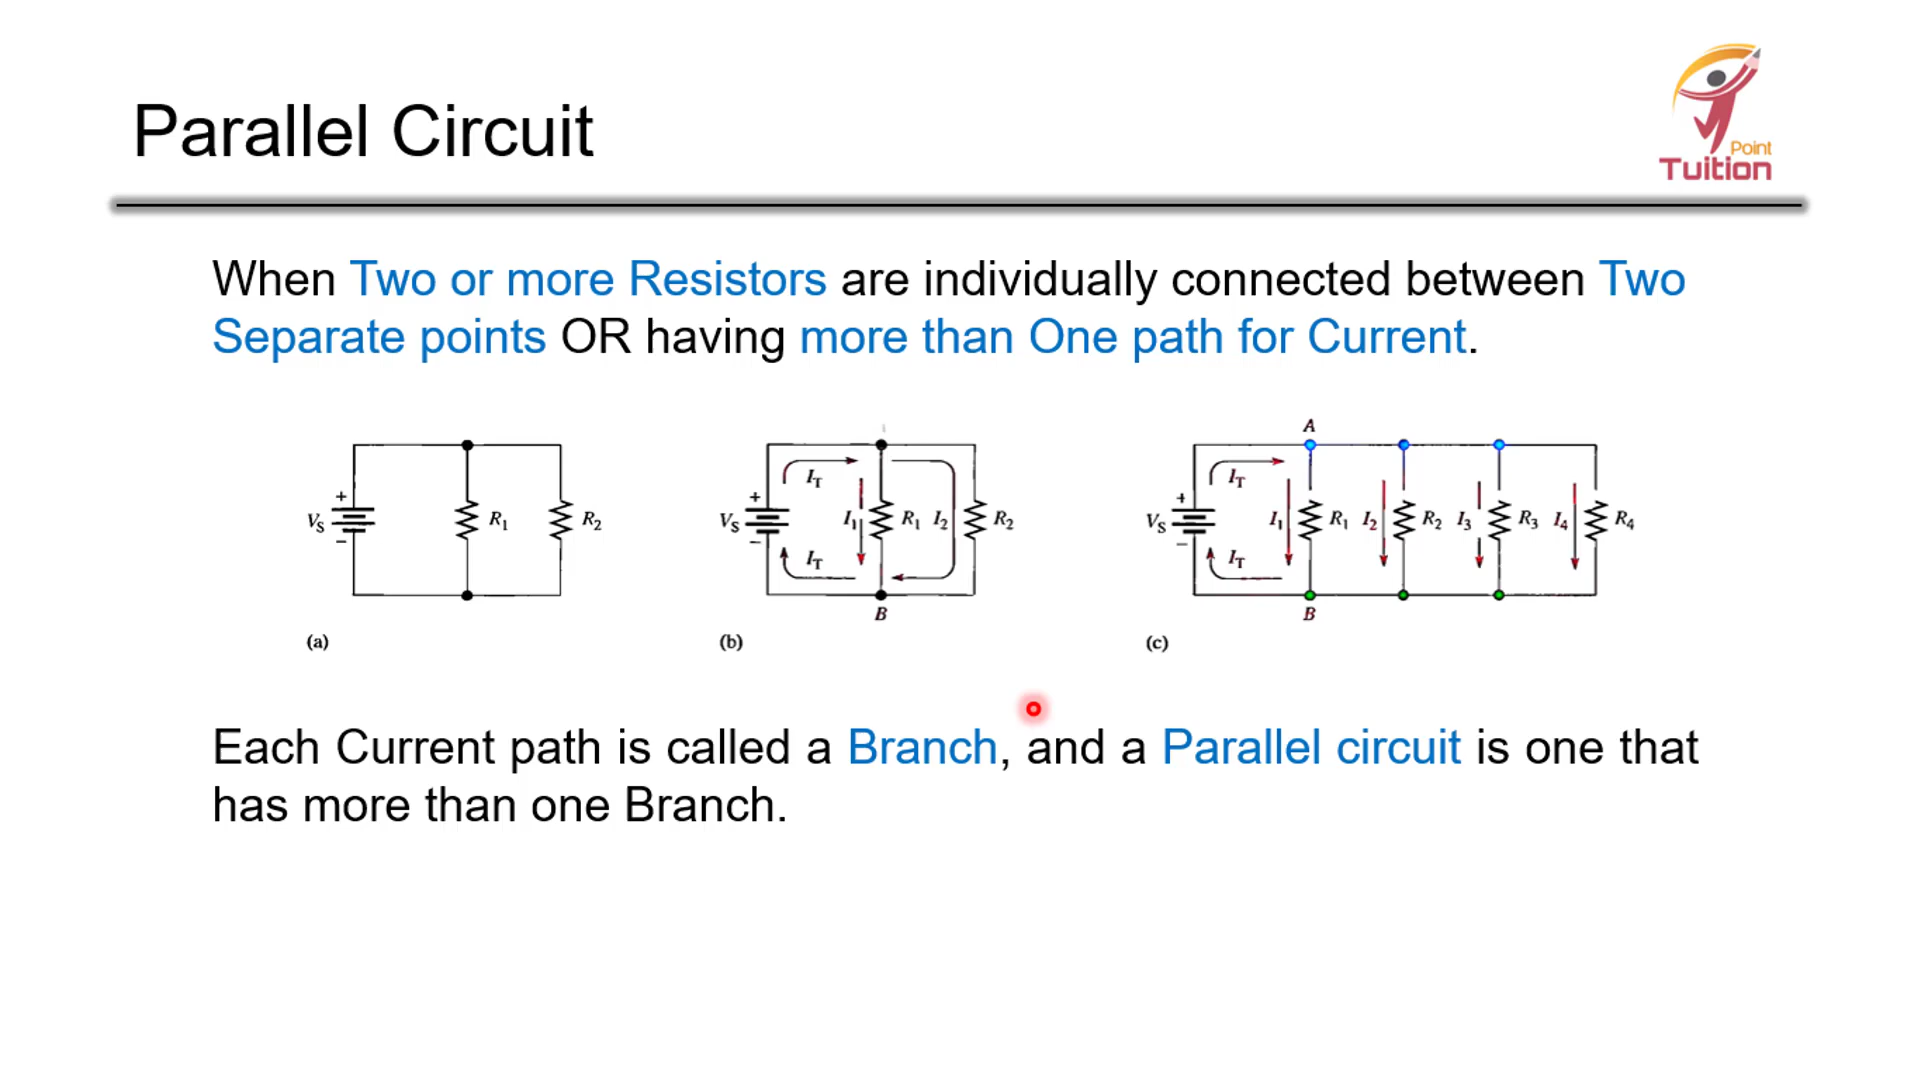 Parallel Circuit
Point
Tuition
When Two or more Resistors are individually connected between Two
Separate points OR having more than One path for Current.
+ VS − R1 R2
(a)
+ VS − IT IT I1 R1 I2 R2 B
(b)
A + VS − IT IT I1 R1 I2 R2 I3 R3 I4 R4 B
(c)
Each Current path is called a Branch, and a Parallel circuit is one that
has more than one Branch.